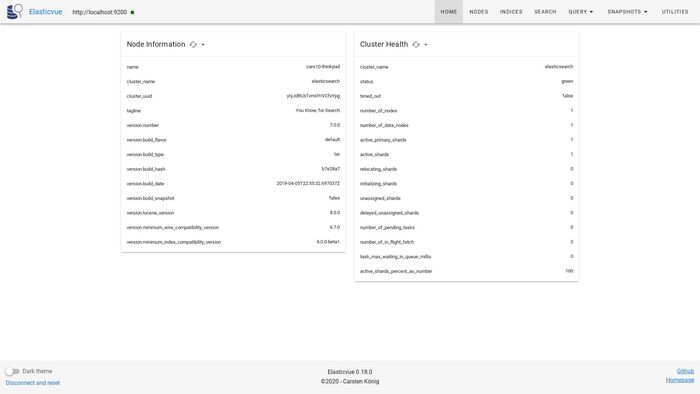 Elasticvue http://localhost:9200 HOME NODES INDICES SEARCH QUERY SNAPSHOTS UTILITIES
Node Information
name cars10-thinkpad
cluster_name elasticsearch
cluster_uuid
tagline You Know, for Search
version.number 7.0.0
version.build_flavor default
version.build_type tar
version.build_hash b7e28a7
version.build_date 2019-04-05T22:55:32.697037Z
version.build_snapshot false
version.lucene_version 8.0.0
version.minimum_wire_compatibility_version 6.7.0
version.minimum_index_compatibility_version 6.0.0-beta1
Cluster Health
cluster_name elasticsearch
status green
timed_out false
number_of_nodes 1
number_of_data_nodes 1
active_primary_shards 1
active_shards 1
relocating_shards 0
initializing_shards 0
unassigned_shards 0
delayed_unassigned_shards 0
number_of_pending_tasks 0
number_of_in_flight_fetch 0
task_max_waiting_in_queue_millis 0
active_shards_percent_as_number 100
Dark theme
Disconnect and reset
Elasticvue 0.18.0
©2020 - Carsten König
Github
Homepage